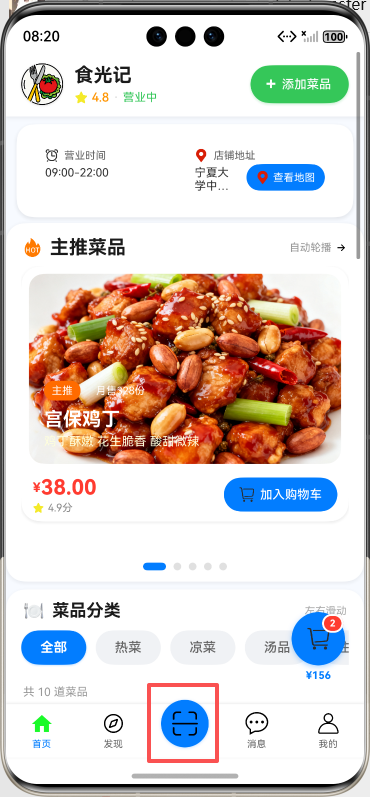 ster
08:20
100
食光记
4.8 · 营业中
+ 添加菜品
营业时间
09:00-22:00
店铺地址
宁夏大
学中...
查看地图
HOT
主推菜品
自动轮播 →
主推
月售328份
宫保鸡丁
鸡丁酥嫩 花生脆香 酸甜微辣
¥38.00
4.9分
加入购物车
菜品分类
左右滑动
全部
热菜
凉菜
汤品
2
¥156
共 10 道菜品
首页
发现
消息
我的